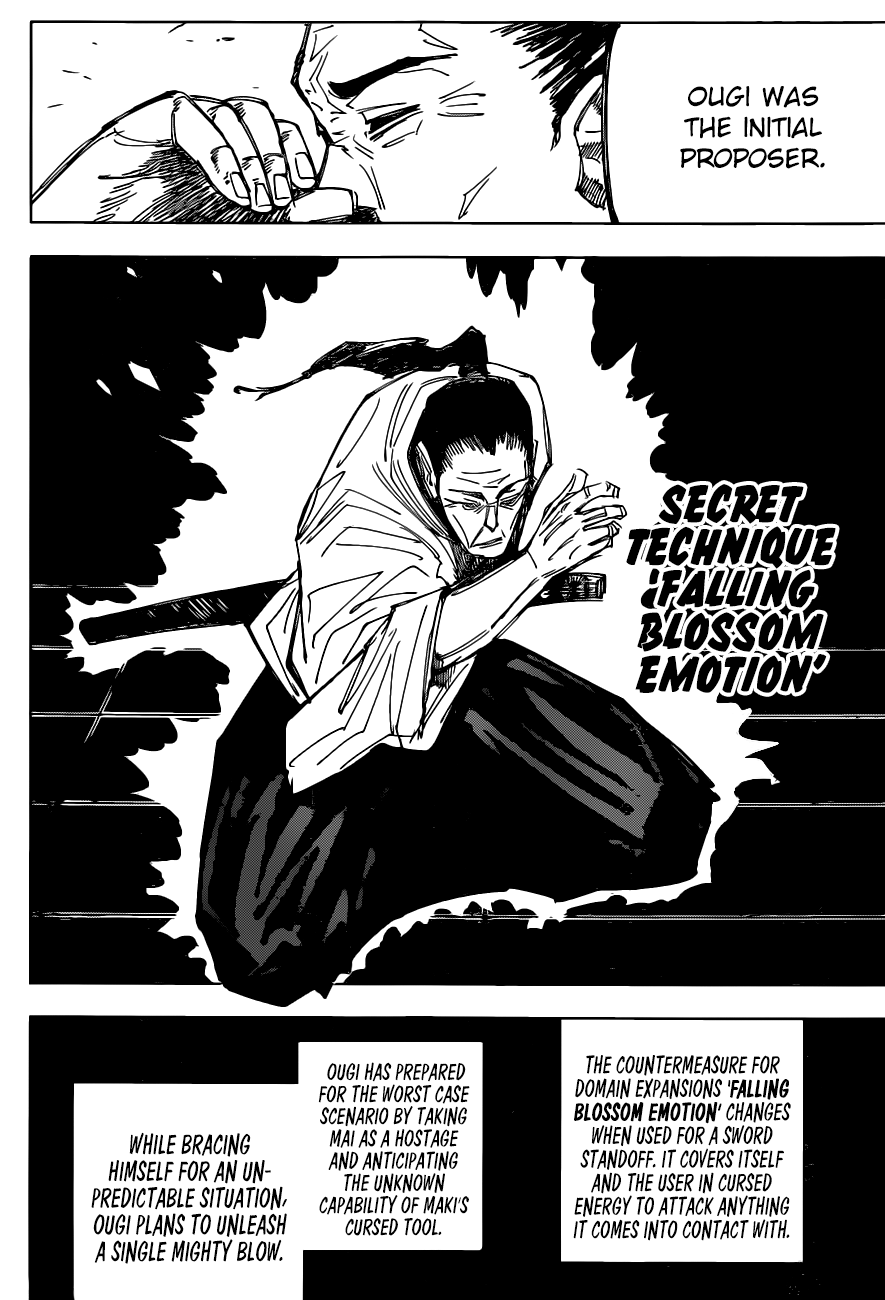 OUGI WAS
THE INITIAL
PROPOSER.
SECRET
TECHNIQUE
'FALLING
BLOSSOM
EMOTION'
THE COUNTERMEASURE FOR
DOMAIN EXPANSIONS 'FALLING
BLOSSOM EMOTION' CHANGES
WHEN USED FOR A SWORD
STANDOFF. IT COVERS ITSELF
AND THE USER IN CURSED
ENERGY TO ATTACK ANYTHING
IT COMES INTO CONTACT WITH.
OUGI HAS PREPARED
FOR THE WORST CASE
SCENARIO BY TAKING
MAI AS A HOSTAGE
AND ANTICIPATING
THE UNKNOWN
CAPABILITY OF MAKI'S
CURSED TOOL.
WHILE BRACING
HIMSELF FOR AN UN-
PREDICTABLE SITUATION,
OUGI PLANS TO UNLEASH
A SINGLE MIGHTY BLOW.